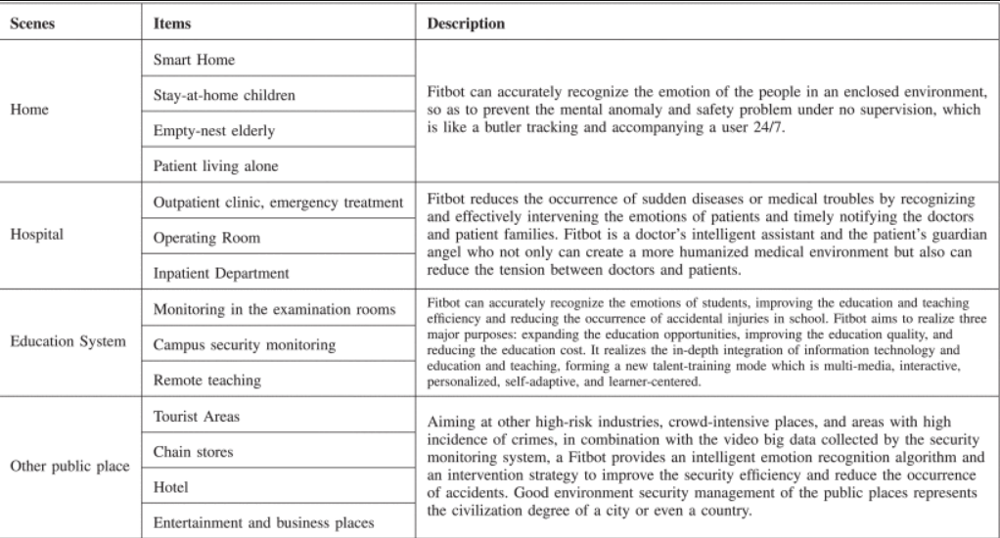 Scenes Items Description
Home
Smart Home
Stay-at-home children
Empty-nest elderly
Patient living alone
Fitbot can accurately recognize the emotion of the people in an enclosed environment,
so as to prevent the mental anomaly and safety problem under no supervision, which
is like a butler tracking and accompanying a user 24/7.
Hospital
Outpatient clinic, emergency treatment
Operating Room
Inpatient Department
Fitbot reduces the occurrence of sudden diseases or medical troubles by recognizing
and effectively intervening the emotions of patients and timely notifying the doctors
and patient families. Fitbot is a doctor's intelligent assistant and the patient's guardian
angel who not only can create a more humanized medical environment but also can
reduce the tension between doctors and patients.
Education System
Monitoring in the examination rooms
Campus security monitoring
Remote teaching
Fitbot can accurately recognize the emotions of students, improving the education and teaching
efficiency and reducing the occurrence of accidental injuries in school. Fitbot aims to realize three
major purposes: expanding the education opportunities, improving the education quality, and
reducing the education cost. It realizes the in-depth integration of information technology and
education and teaching, forming a new talent-training mode which is multi-media, interactive,
personalized, self-adaptive, and learner-centered.
Other public place
Tourist Areas
Chain stores
Hotel
Entertainment and business places
Aiming at other high-risk industries, crowd-intensive places, and areas with high
incidence of crimes, in combination with the video big data collected by the security
monitoring system, a Fitbot provides an intelligent emotion recognition algorithm and
an intervention strategy to improve the security efficiency and reduce the occurrence
of accidents. Good environment security management of the public places represents
the civilization degree of a city or even a country.